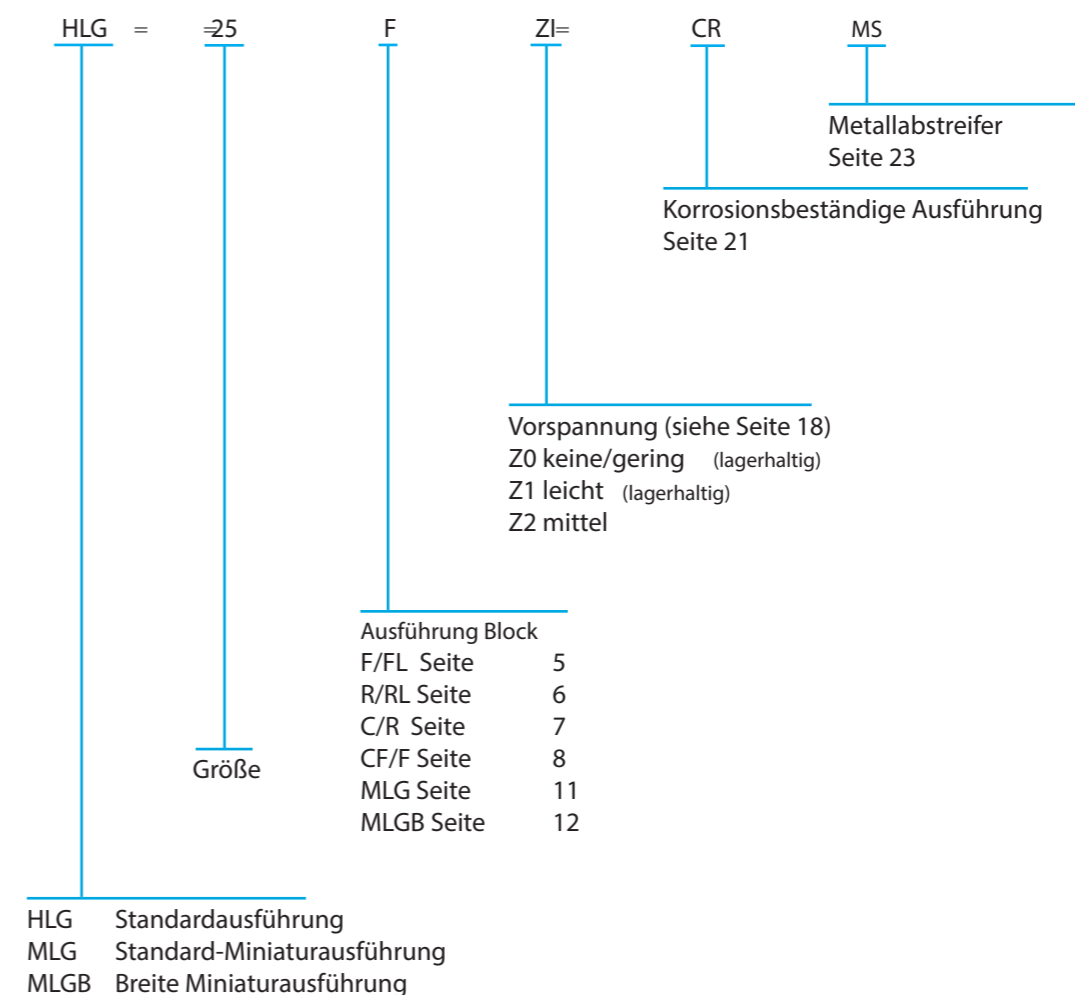 HLG = =25 F ZI= CR MS
Metallabstreifer
Seite 23
Korrosionsbeständige Ausführung
Seite 21
Vorspannung (siehe Seite 18)
Z0 keine/gering (lagerhaltig)
Z1 leicht (lagerhaltig)
Z2 mittel
Ausführung Block
F/FL Seite 5
R/RL Seite 6
C/R Seite 7
CF/F Seite 8
MLG Seite 11
MLGB Seite 12
Größe
HLG Standardausführung
MLG Standard-Miniaturausführung
MLGB Breite Miniaturausführung